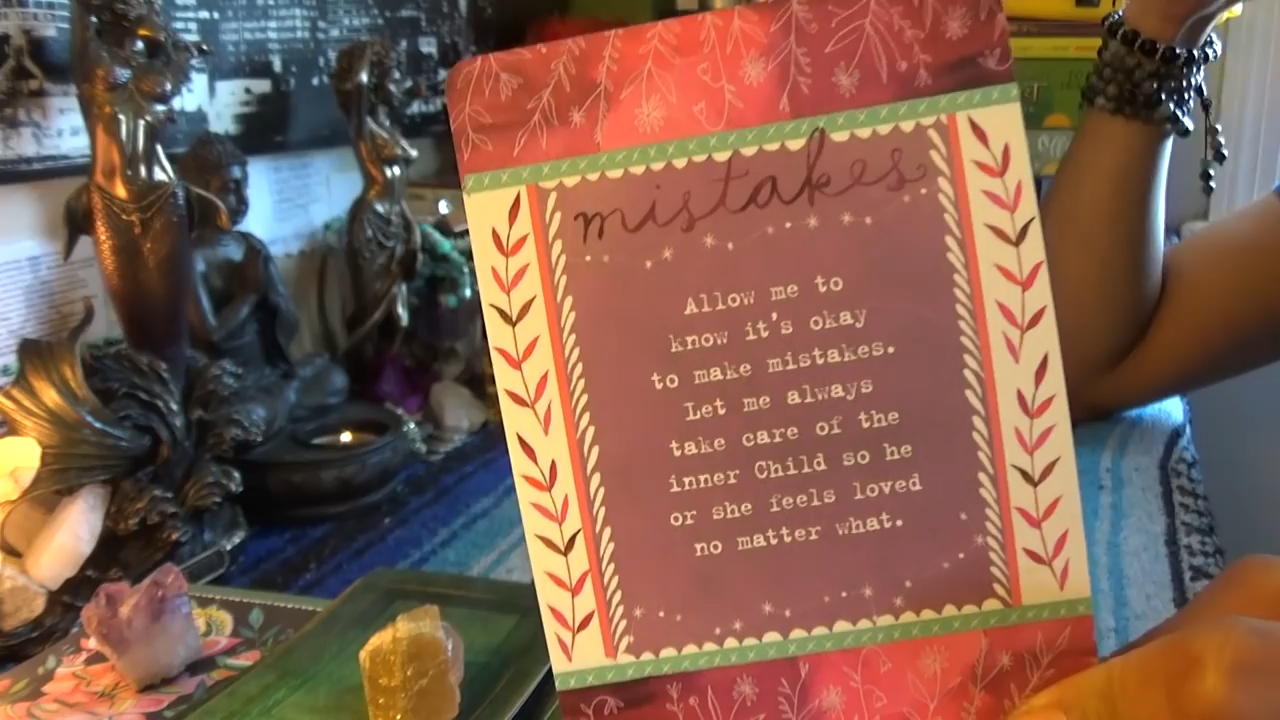 mistakes
Allow me to
know it's okay
to make mistakes.
Let me always
take care of the
inner Child so he
or she feels loved
no matter what.